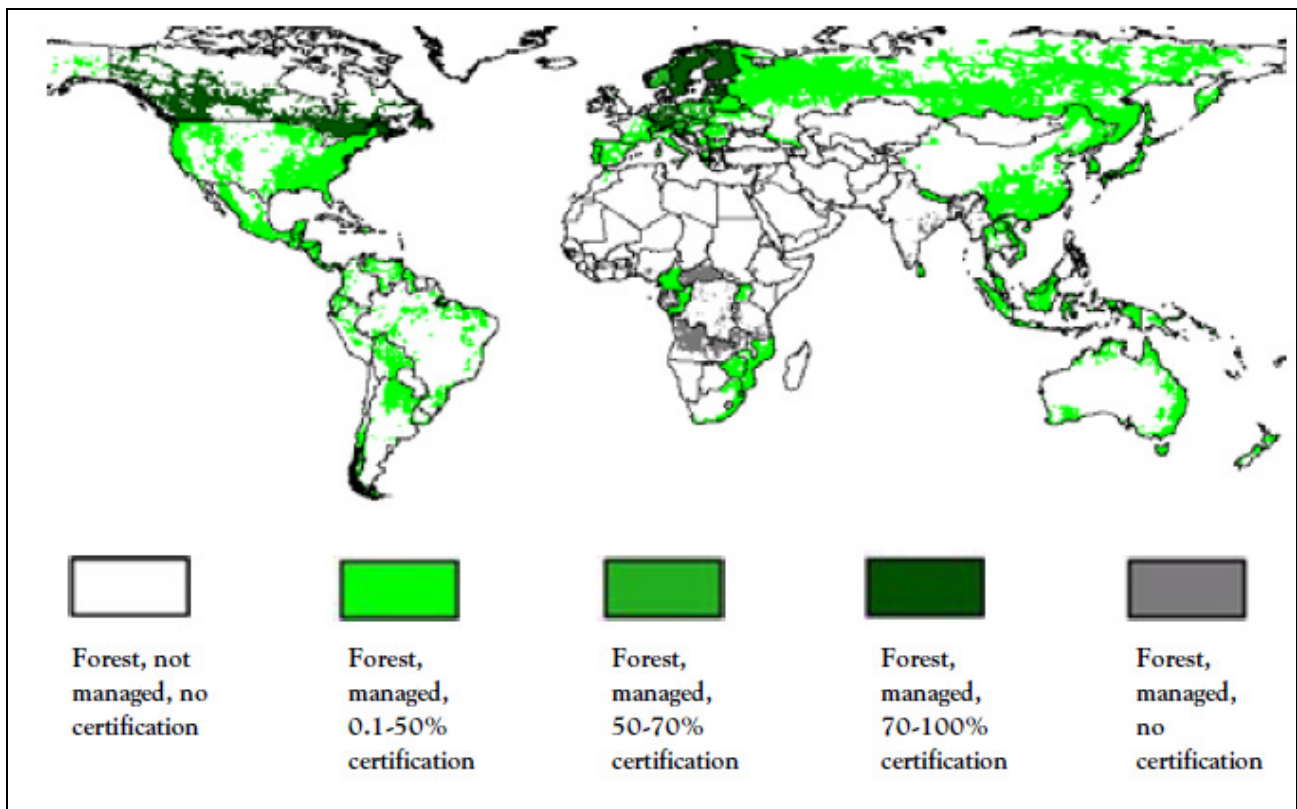 Forest, not
managed, no
certification
Forest,
managed,
0.1-50%
certification
Forest,
managed,
50-70%
certification
Forest,
managed,
70-100%
certification
Forest,
managed,
no
certification